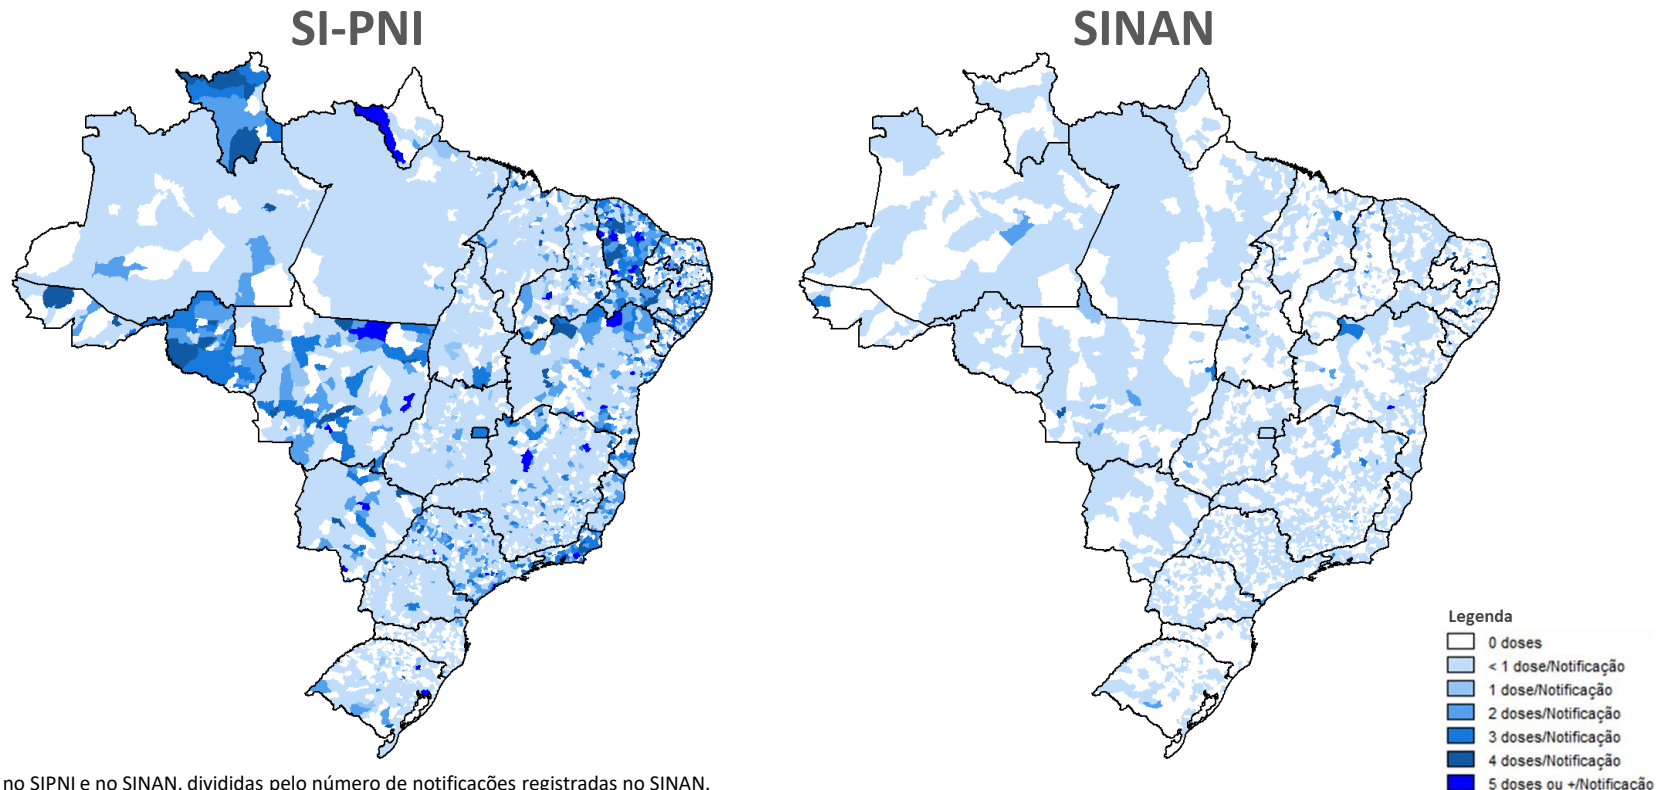 SI-PNI
SINAN
Legenda
0 doses
< 1 dose/Notificação
1 dose/Notificação
2 doses/Notificação
3 doses/Notificação
4 doses/Notificação
5 doses ou +/Notificação
no SIPNI e no SINAN, divididas pelo número de notificações registradas no SINAN.